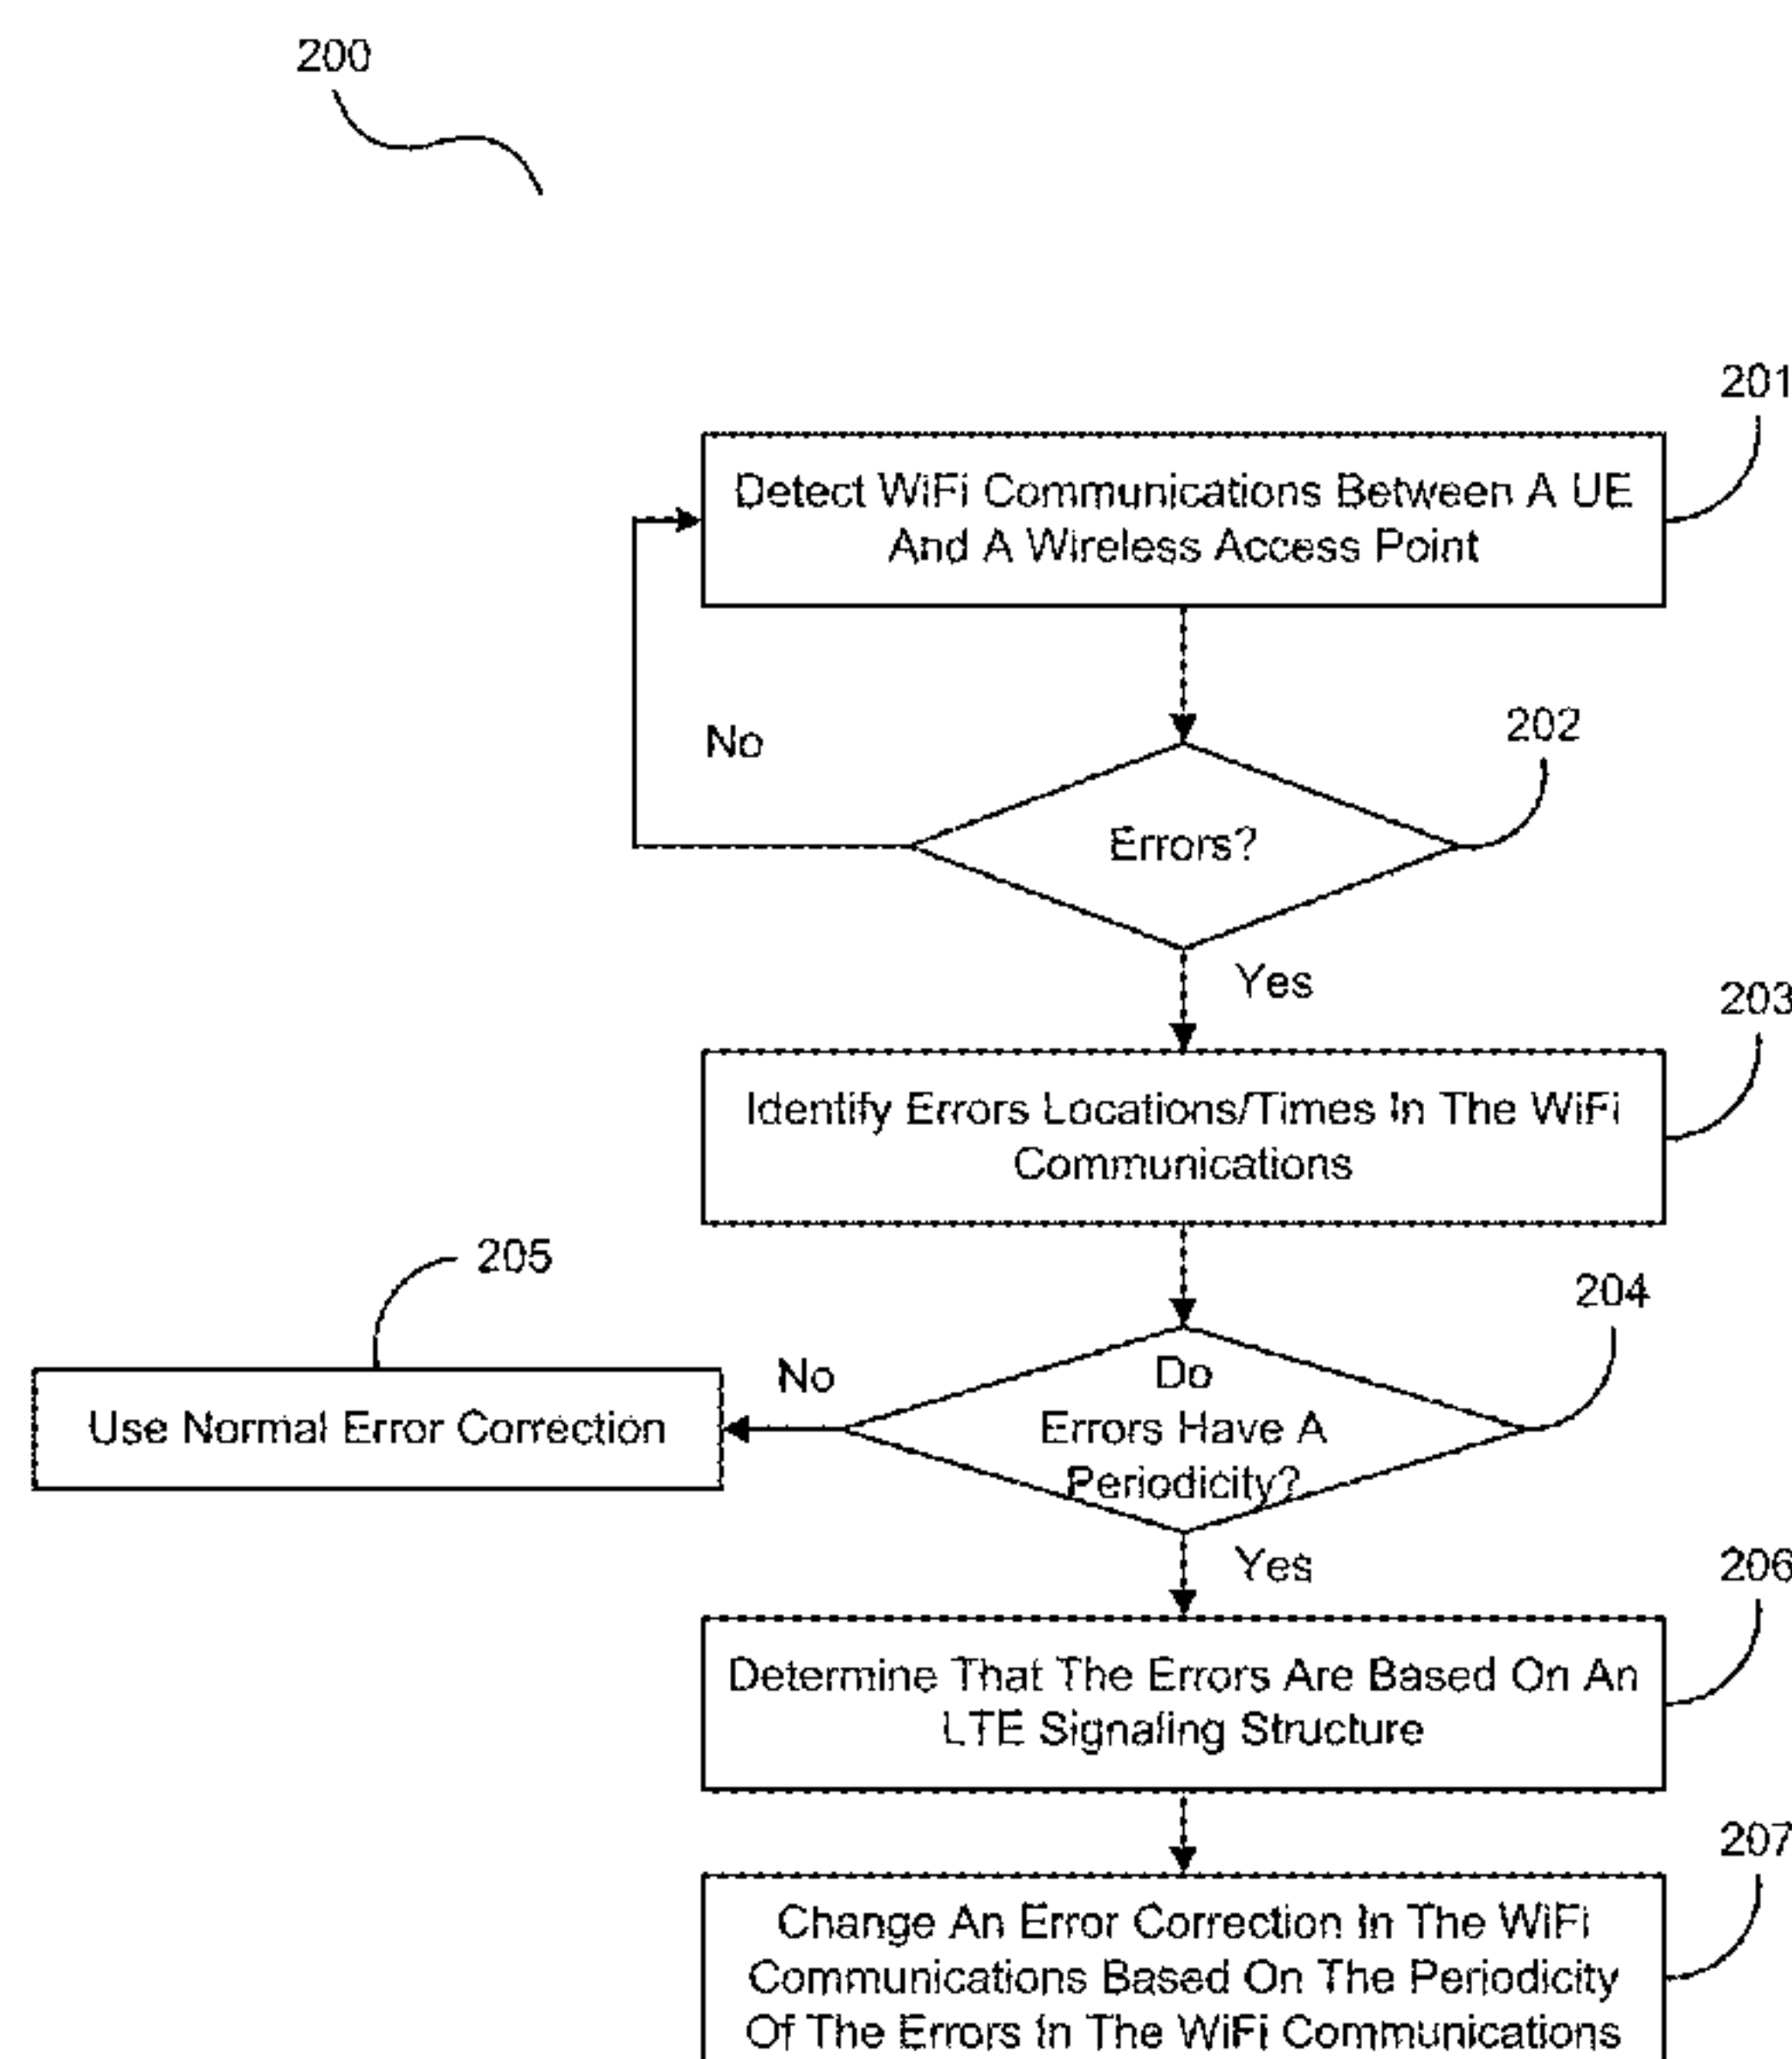 200
201
Detect WiFi Communications Between A UE
And A Wireless Access Point
No
202
Errors?
Yes
203
Identify Errors Locations/Times In The WiFi
Communications
205
204
Use Normal Error Correction
No
Do
Errors Have A
Periodicity?
Yes
206
Determine That The Errors Are Based On An
LTE Signaling Structure
207
Change An Error Correction In The WiFi
Communications Based On The Periodicity
Of The Errors In The WiFi Communications